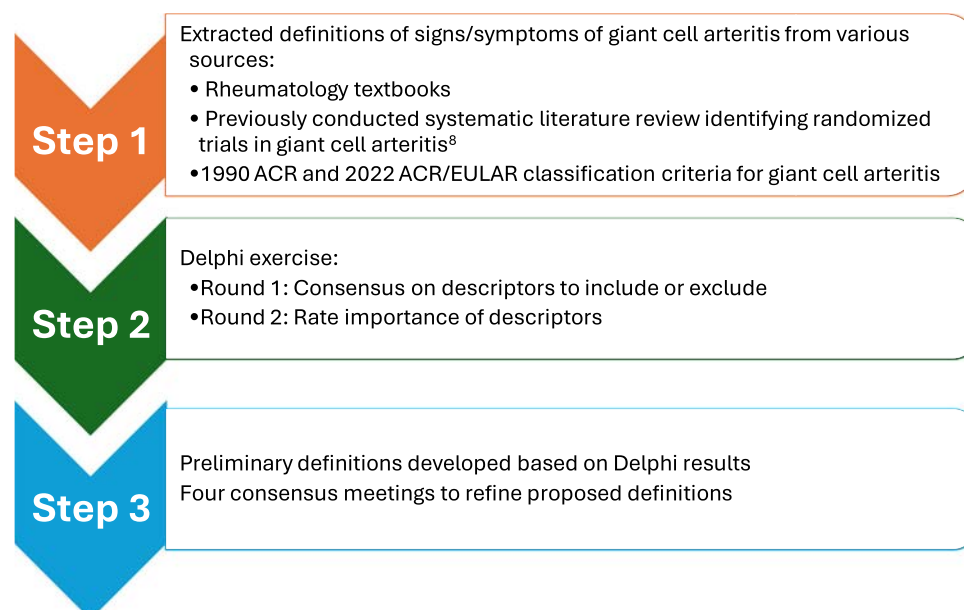 Step 1
Extracted definitions of signs/symptoms of giant cell arteritis from various
sources:
• Rheumatology textbooks
• Previously conducted systematic literature review identifying randomized
trials in giant cell arteritis⁸
•1990 ACR and 2022 ACR/EULAR classification criteria for giant cell arteritis
Step 2
Delphi exercise:
•Round 1: Consensus on descriptors to include or exclude
•Round 2: Rate importance of descriptors
Step 3
Preliminary definitions developed based on Delphi results
Four consensus meetings to refine proposed definitions